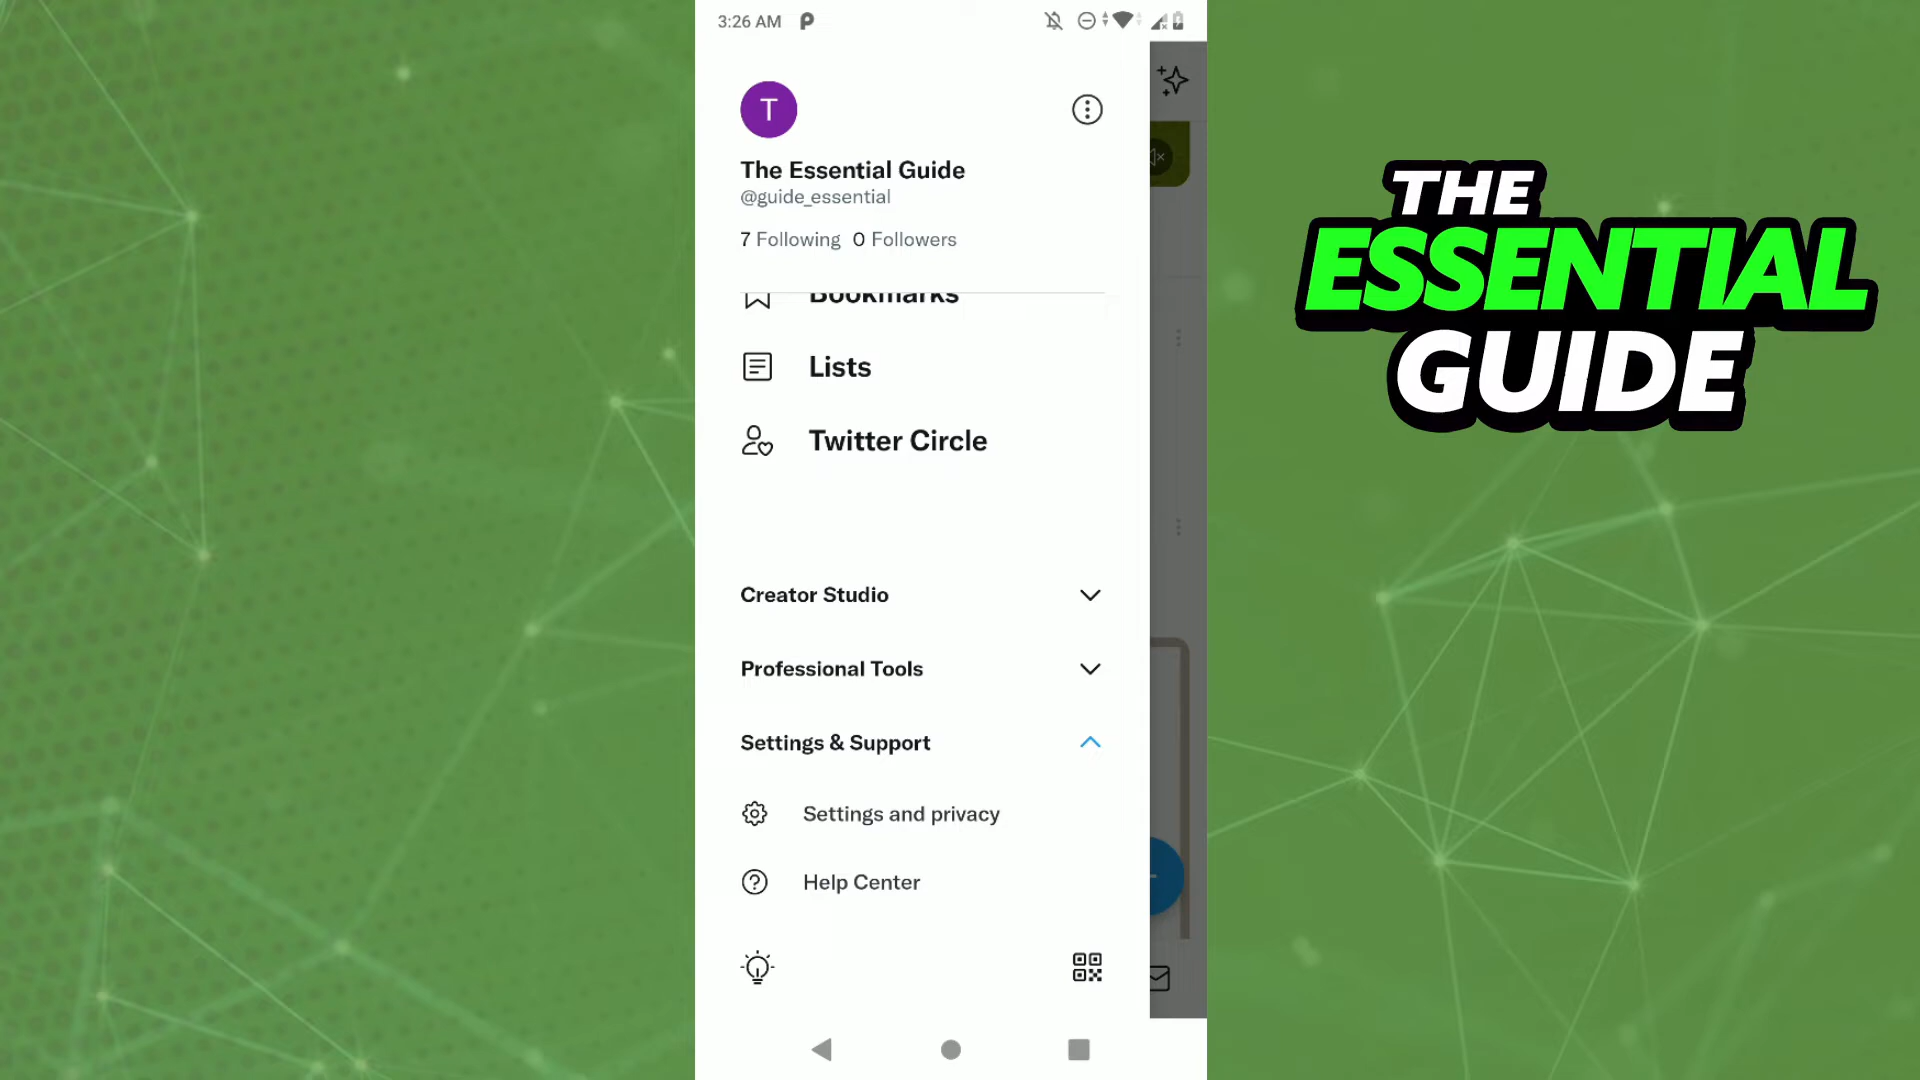 3:26 AM
T
The Essential Guide
@guide_essential
7 Following 0 Followers
Bookmarks
Lists
Twitter Circle
Creator Studio
Professional Tools
Settings & Support
Settings and privacy
Help Center
THE
ESSENTIAL
GUIDE